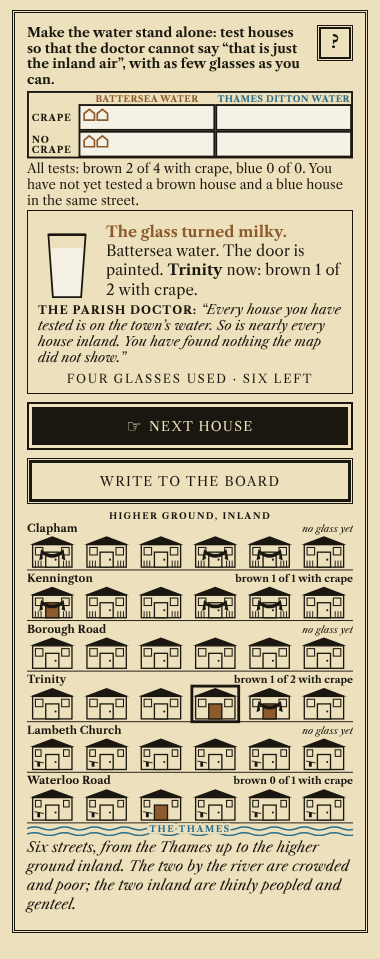 Make the water stand alone: test houses
so that the doctor cannot say “that is just
the inland air”, with as few glasses as you
can.
?
BATTERSEA WATER THAMES DITTON WATER
CRAPE
NO
CRAPE
All tests: brown 2 of 4 with crape, blue 0 of 0. You
have not yet tested a brown house and a blue house
in the same street.
The glass turned milky.
Battersea water. The door is
painted. Trinity now: brown 1 of
2 with crape.
THE PARISH DOCTOR: “Every house you have
tested is on the town’s water. So is nearly every
house inland. You have found nothing the map
did not show.”
FOUR GLASSES USED · SIX LEFT
☞ NEXT HOUSE
WRITE TO THE BOARD
HIGHER GROUND, INLAND
Clapham no glass yet
Kennington brown 1 of 1 with crape
Borough Road no glass yet
Trinity brown 1 of 2 with crape
Lambeth Church no glass yet
Waterloo Road brown 0 of 1 with crape
THE·THAMES
Six streets, from the Thames up to the higher
ground inland. The two by the river are crowded
and poor; the two inland are thinly peopled and
genteel.